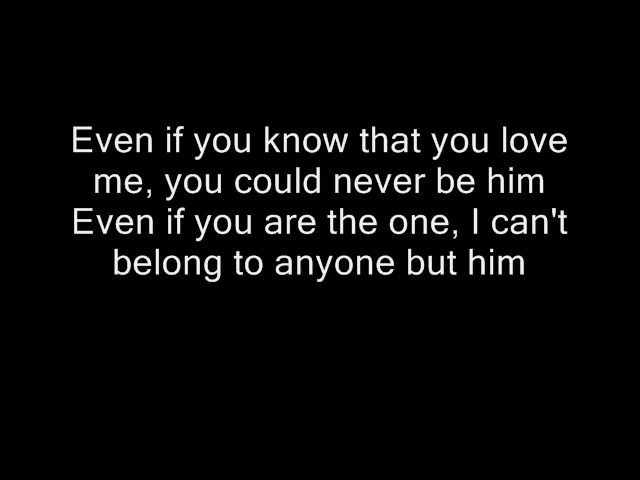 Even if you know that you love
me, you could never be him
Even if you are the one, I can't
belong to anyone but him